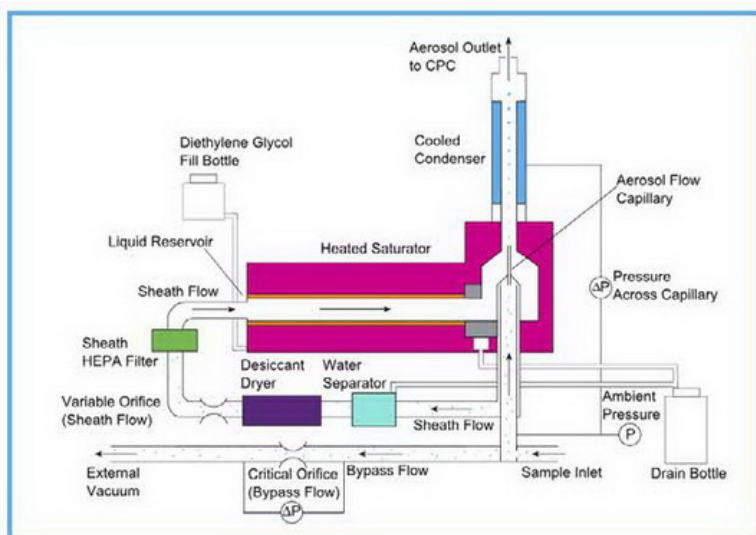 Aerosol Outlet
to CPC
Diethylene Glycol
Fill Bottle
Cooled
Condenser
Aerosol Flow
Capillary
Liquid Reservoir
Heated Saturator
Sheath Flow
ΔP
Pressure
Across Capillary
Sheath
HEPA Filter
Desiccant
Dryer
Water
Separator
Variable Orifice
(Sheath Flow)
Sheath Flow
Ambient
Pressure
P
External
Vacuum
Critical Orifice
(Bypass Flow)
Bypass Flow
Sample Inlet
Drain Bottle
ΔP